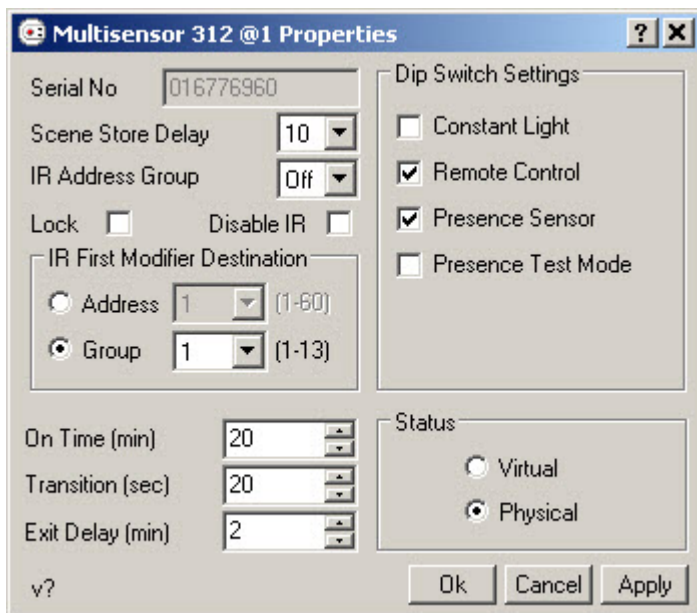 Multisensor 312 @1 Properties
Serial No 016776960
Scene Store Delay 10
IR Address Group Off
Lock Disable IR
IR First Modifier Destination
Address 1 (1-60)
Group 1 (1-13)
Dip Switch Settings
Constant Light
Remote Control
Presence Sensor
Presence Test Mode
On Time (min) 20
Transition (sec) 20
Exit Delay (min) 2
Status
Virtual
Physical
v?
Ok Cancel Apply